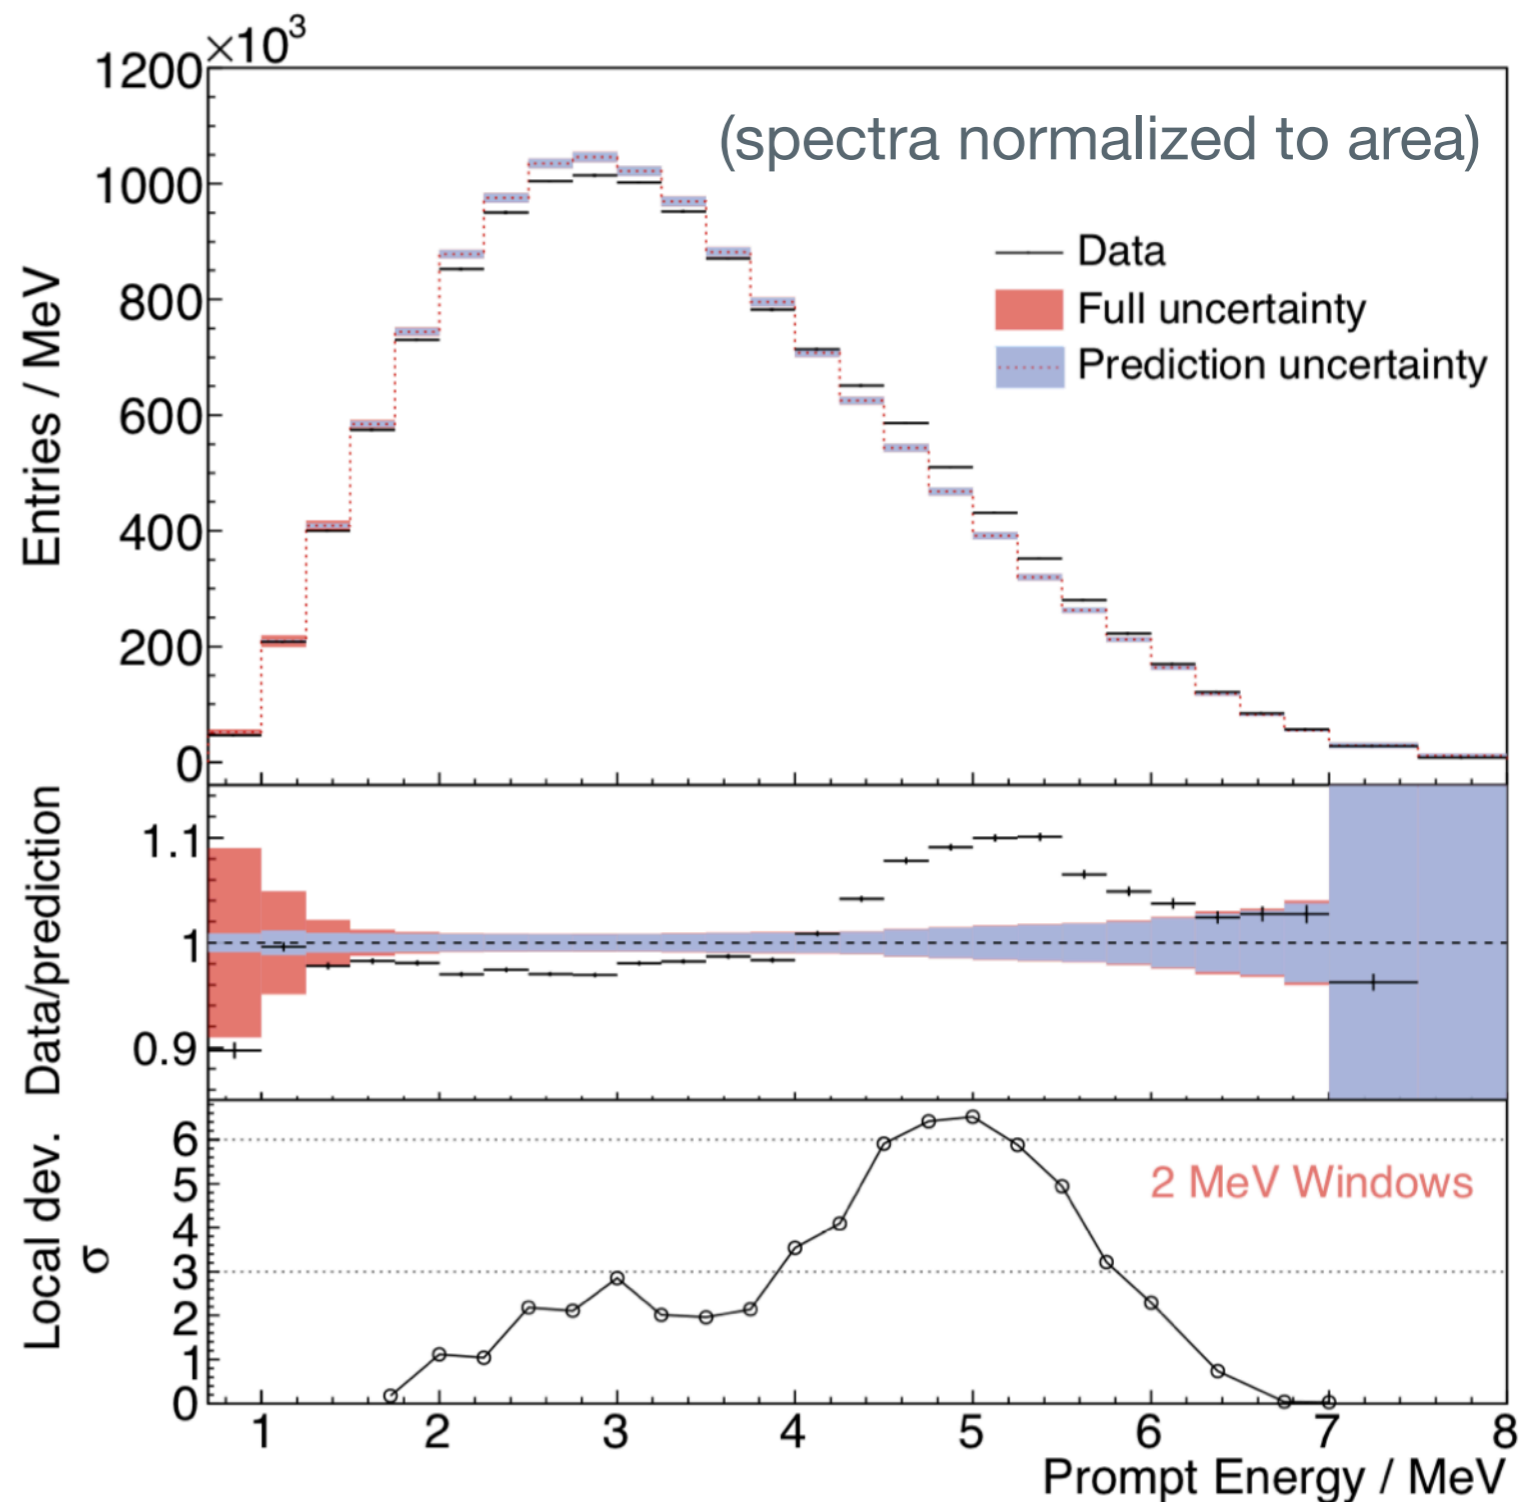 ×10³
1200
1000
800
600
400
200
0
Entries / MeV
(spectra normalized to area)
Data
Full uncertainty
Prediction uncertainty
1.1
1
0.9
Data/prediction
6
5
4
3
2
1
0
Local dev.
σ
2 MeV Windows
1 2 3 4 5 6 7 8
Prompt Energy / MeV